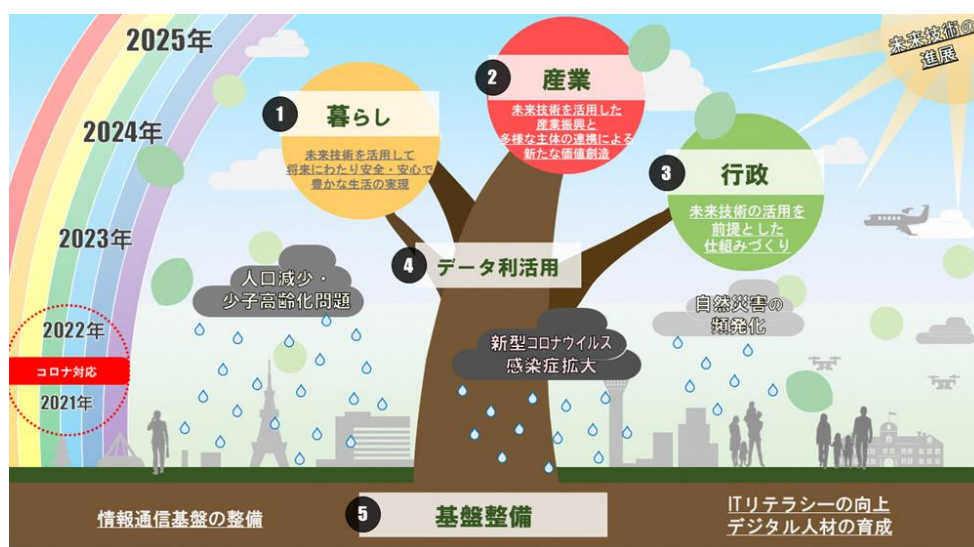 2025年
2024年
2023年
2022年
コロナ対応
2021年
未来技術の
進展
1
暮らし
未来技術を活用して
将来にわたり安全・安心で
豊かな生活の実現
2
産業
未来技術を活用した
産業振興と
多様な主体の連携による
新たな価値創造
3
行政
未来技術の活用を
前提とした
仕組みづくり
4
データ利活用
人口減少・
少子高齢化問題
新型コロナウイルス
感染症拡大
自然災害の
頻発化
情報通信基盤の整備
5
基盤整備
ITリテラシーの向上
デジタル人材の育成